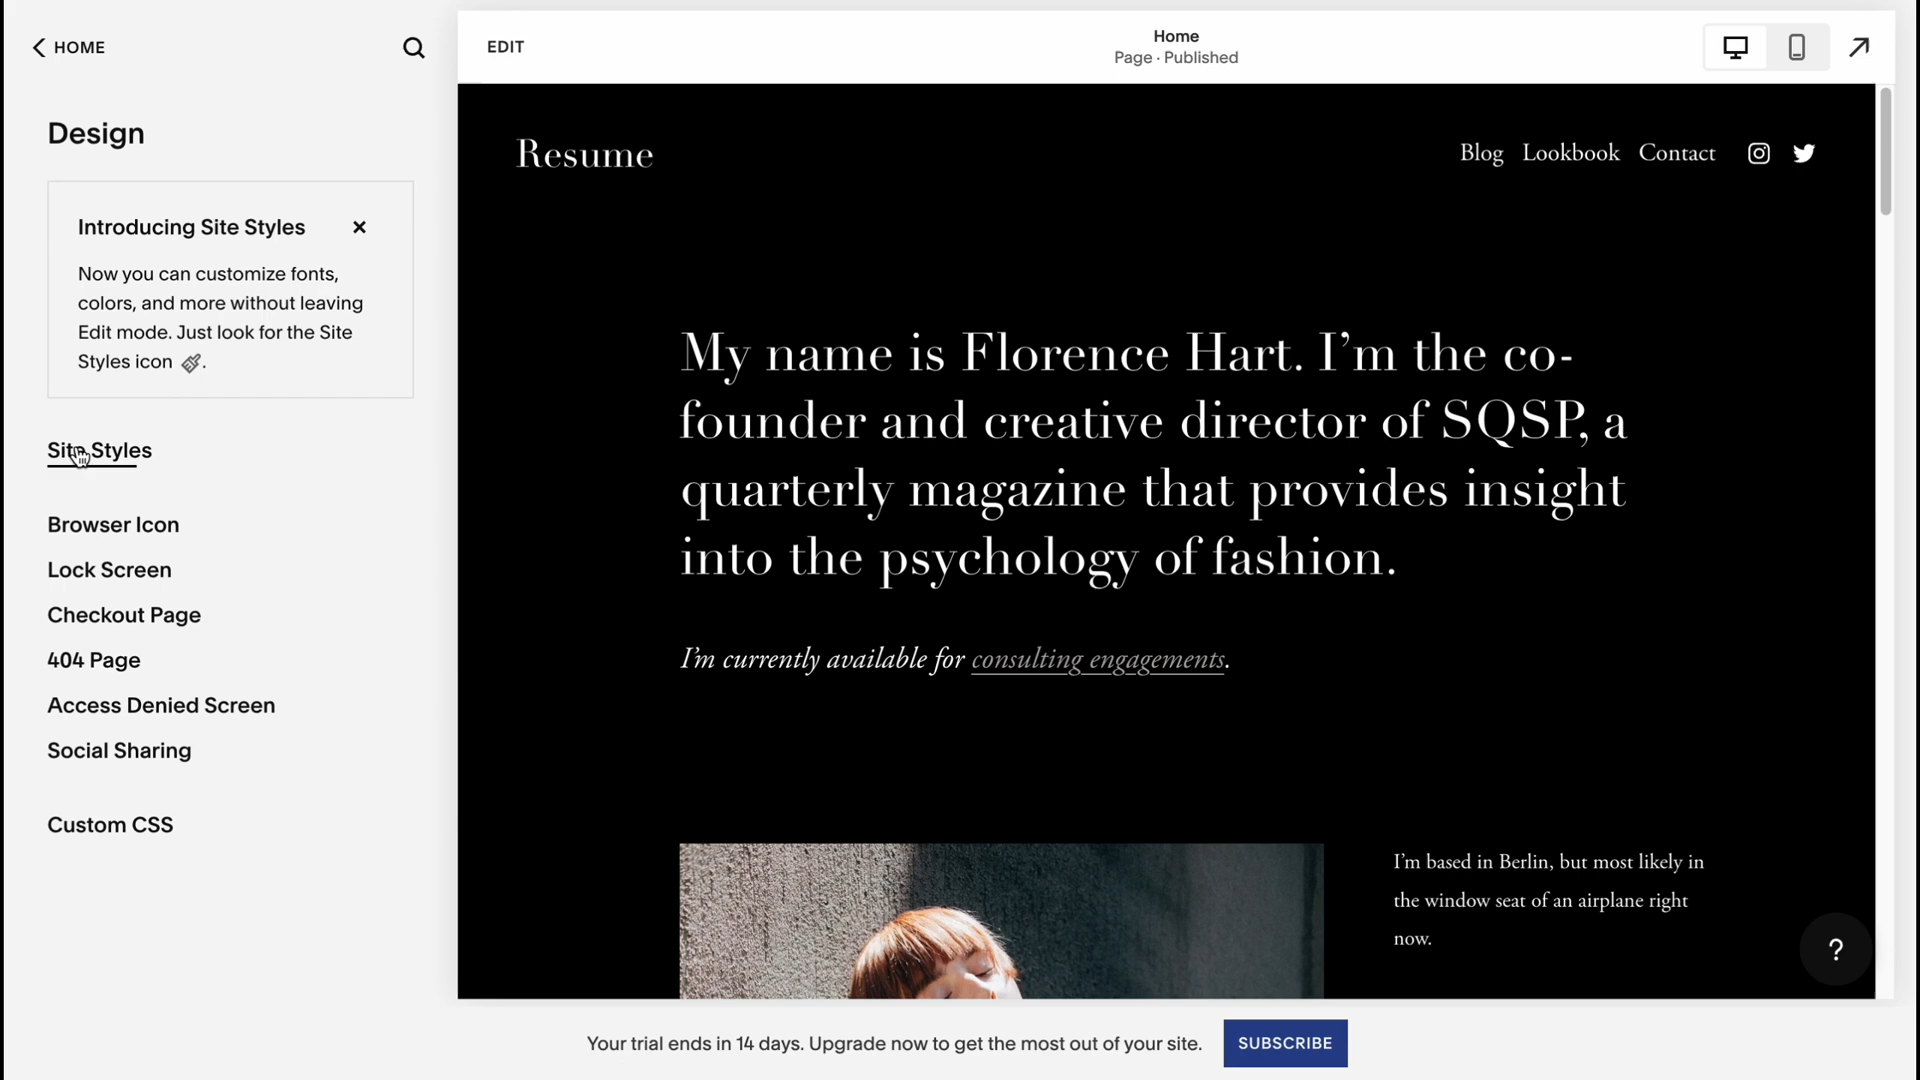 HOME
Design
Introducing Site Styles
Now you can customize fonts,
colors, and more without leaving
Edit mode. Just look for the Site
Styles icon .
Site Styles
Browser Icon
Lock Screen
Checkout Page
404 Page
Access Denied Screen
Social Sharing
Custom CSS
EDIT
Home
Page · Published
Resume
Blog Lookbook Contact
My name is Florence Hart. I’m the co-
founder and creative director of SQSP, a
quarterly magazine that provides insight
into the psychology of fashion.
I’m currently available for consulting engagements.
I’m based in Berlin, but most likely in
the window seat of an airplane right
now.
?
Your trial ends in 14 days. Upgrade now to get the most out of your site.
SUBSCRIBE